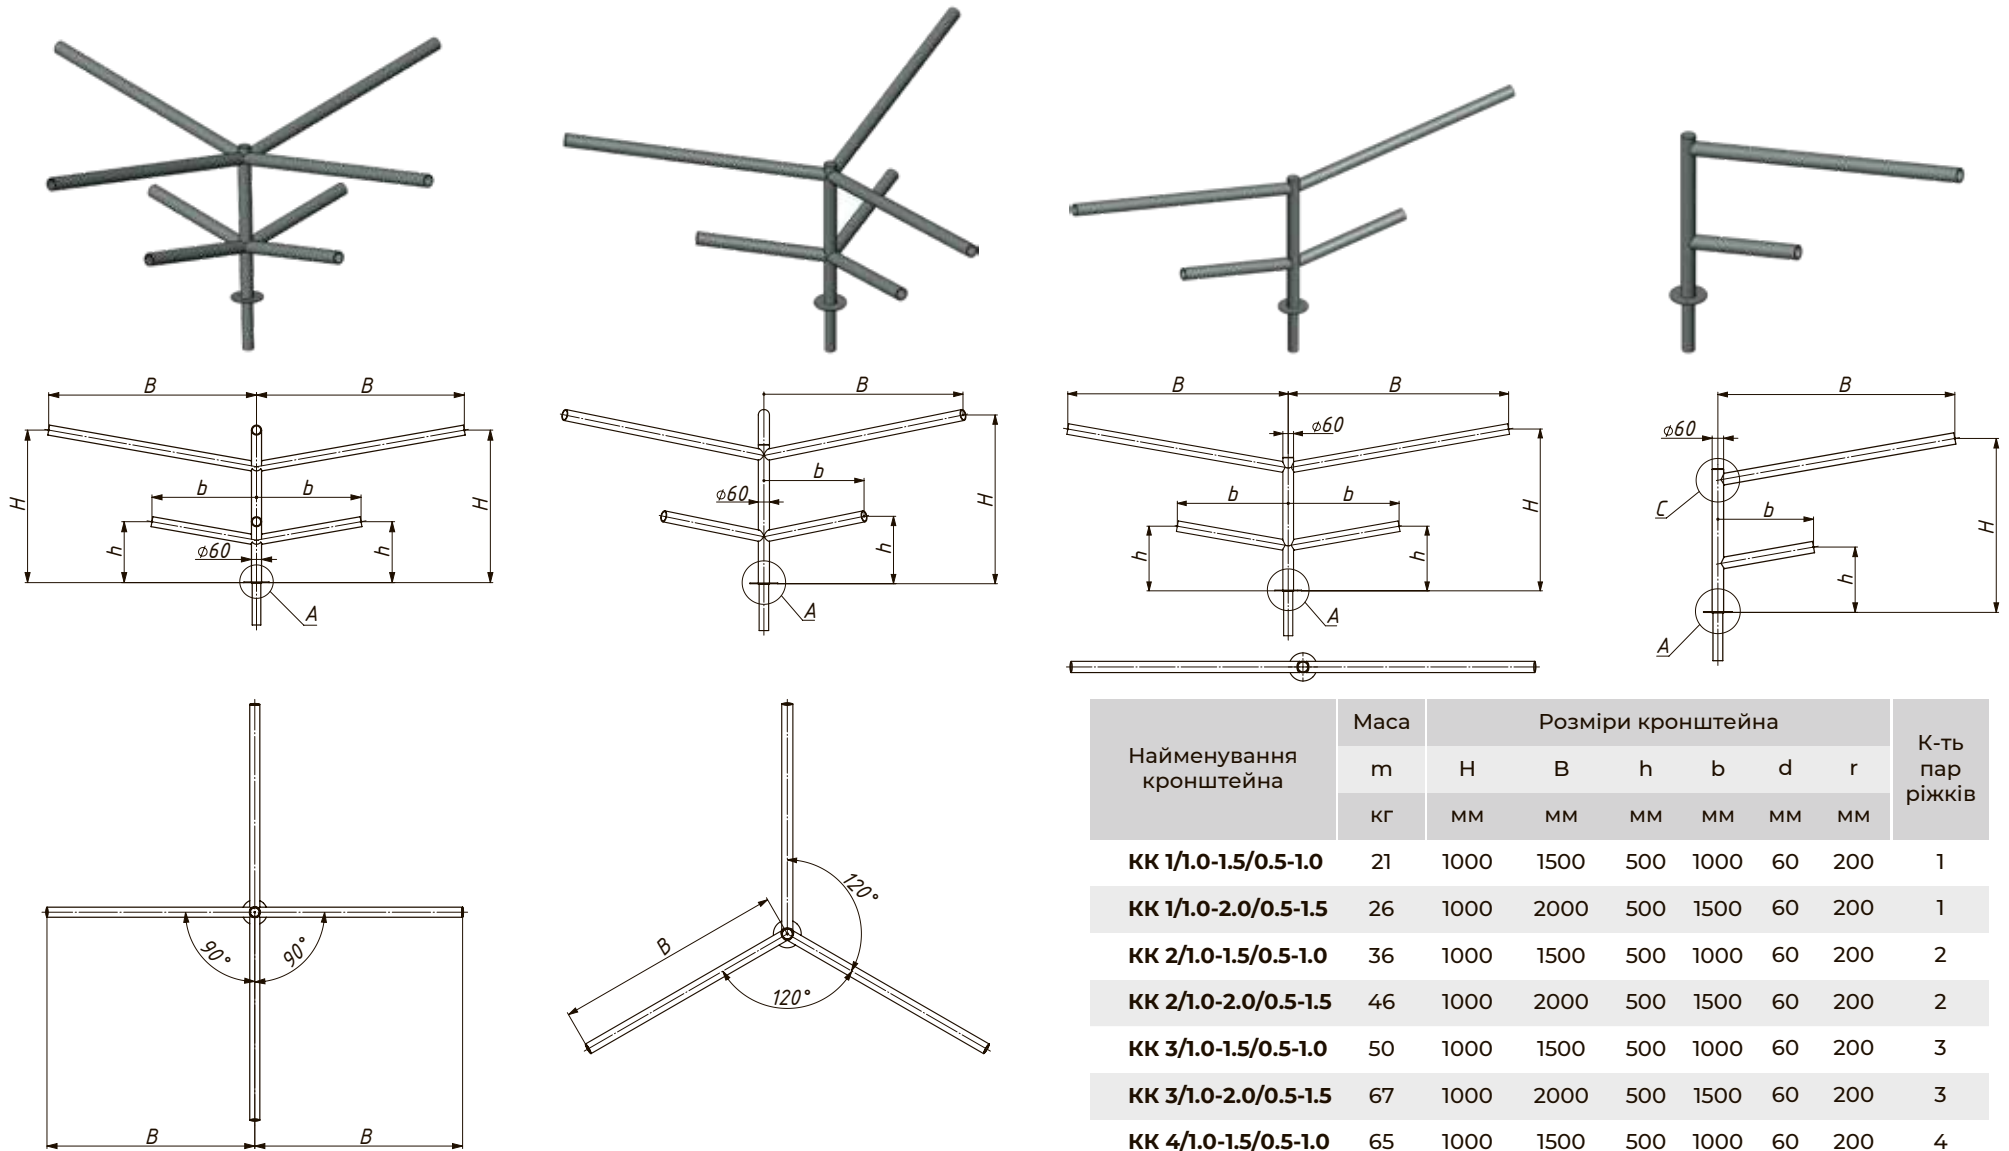 B B
B
B B
B
H
b b
h
ϕ60
h
H
A
b
ϕ60
h
H
A
ϕ60
b b
h
h
H
A
ϕ60
C
b
h
H
A
90° 90°
B B
120°
120°
B
Найменування
кронштейна
Маса
Розміри кронштейна
К-ть
пар
ріжків
m H B h b d r
кг мм мм мм мм мм мм
КК 1/1.0-1.5/0.5-1.0 21 1000 1500 500 1000 60 200 1
КК 1/1.0-2.0/0.5-1.5 26 1000 2000 500 1500 60 200 1
КК 2/1.0-1.5/0.5-1.0 36 1000 1500 500 1000 60 200 2
КК 2/1.0-2.0/0.5-1.5 46 1000 2000 500 1500 60 200 2
КК 3/1.0-1.5/0.5-1.0 50 1000 1500 500 1000 60 200 3
КК 3/1.0-2.0/0.5-1.5 67 1000 2000 500 1500 60 200 3
КК 4/1.0-1.5/0.5-1.0 65 1000 1500 500 1000 60 200 4